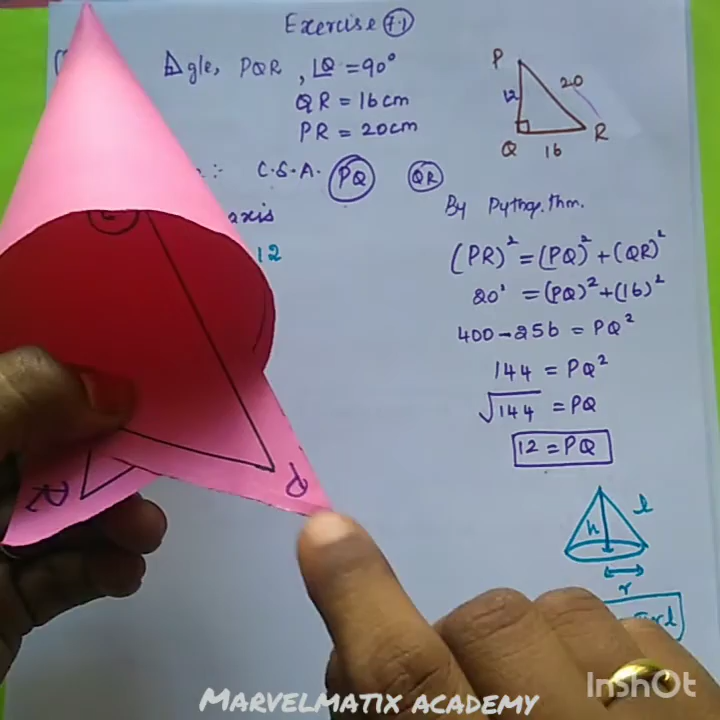 Exercise 7.1
gle, PQR, ∟Q = 90°
QR = 16cm
PR = 20cm
C.S.A. PQ QR
axis
12
P
12
20
Q
16
R
By Pythag. thm.
(PR)² = (PQ)² + (QR)²
20² = (PQ)² + (16)²
400 - 256 = PQ²
144 = PQ²
√144 = PQ
12 = PQ
h
l
r
πrl
R
P
MARVELMATIX ACADEMY
InShOt